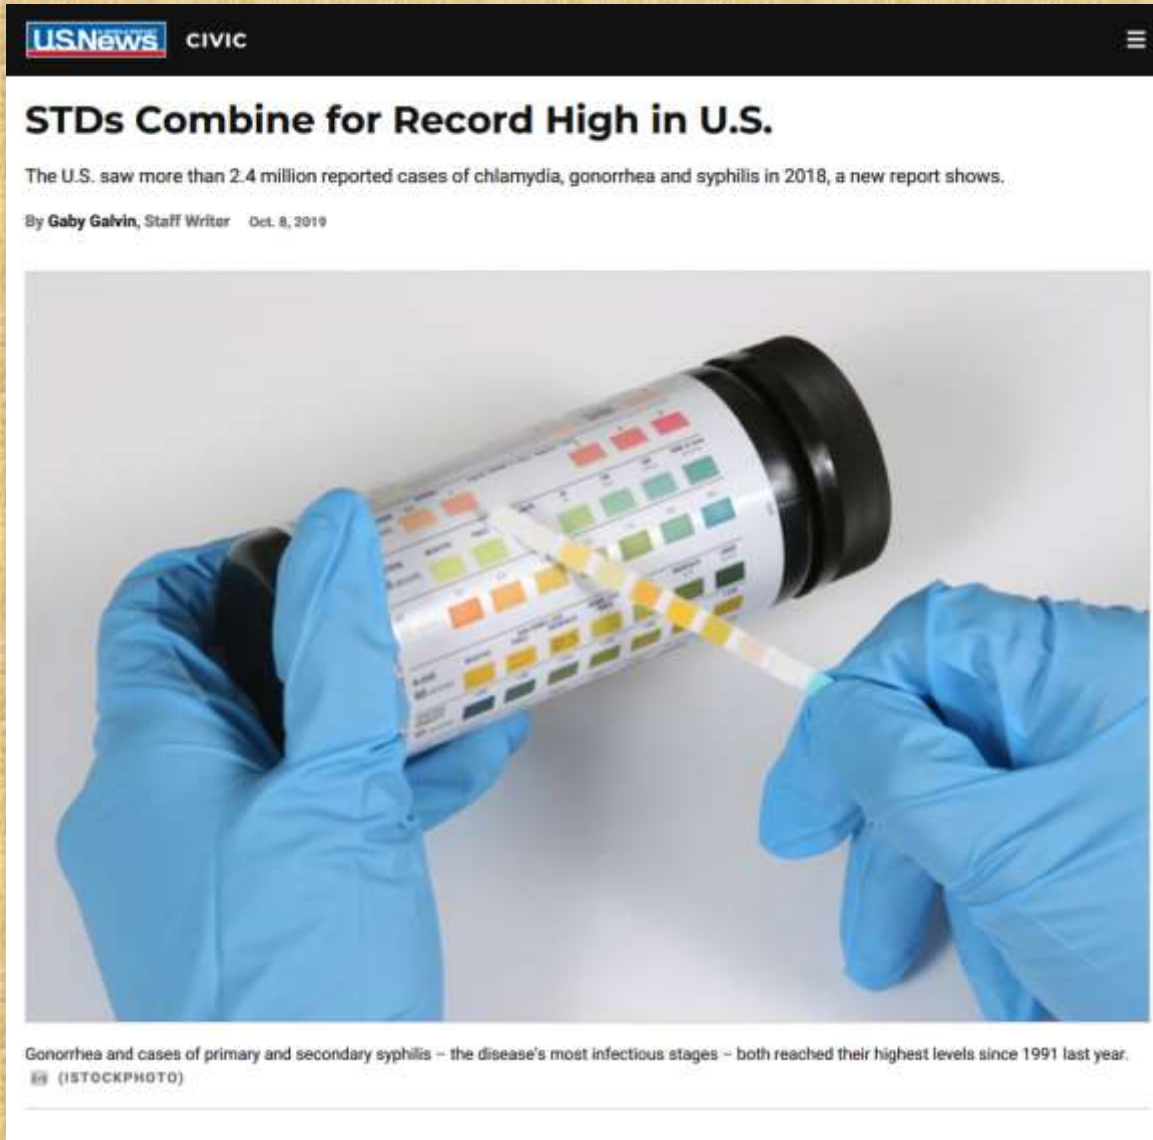 U.S.News CIVIC
STDs Combine for Record High in U.S.
The U.S. saw more than 2.4 million reported cases of chlamydia, gonorrhea and syphilis in 2018, a new report shows.
By Gaby Galvin, Staff Writer Oct. 8, 2019
Gonorrhea and cases of primary and secondary syphilis – the disease's most infectious stages – both reached their highest levels since 1991 last year.
(ISTOCKPHOTO)